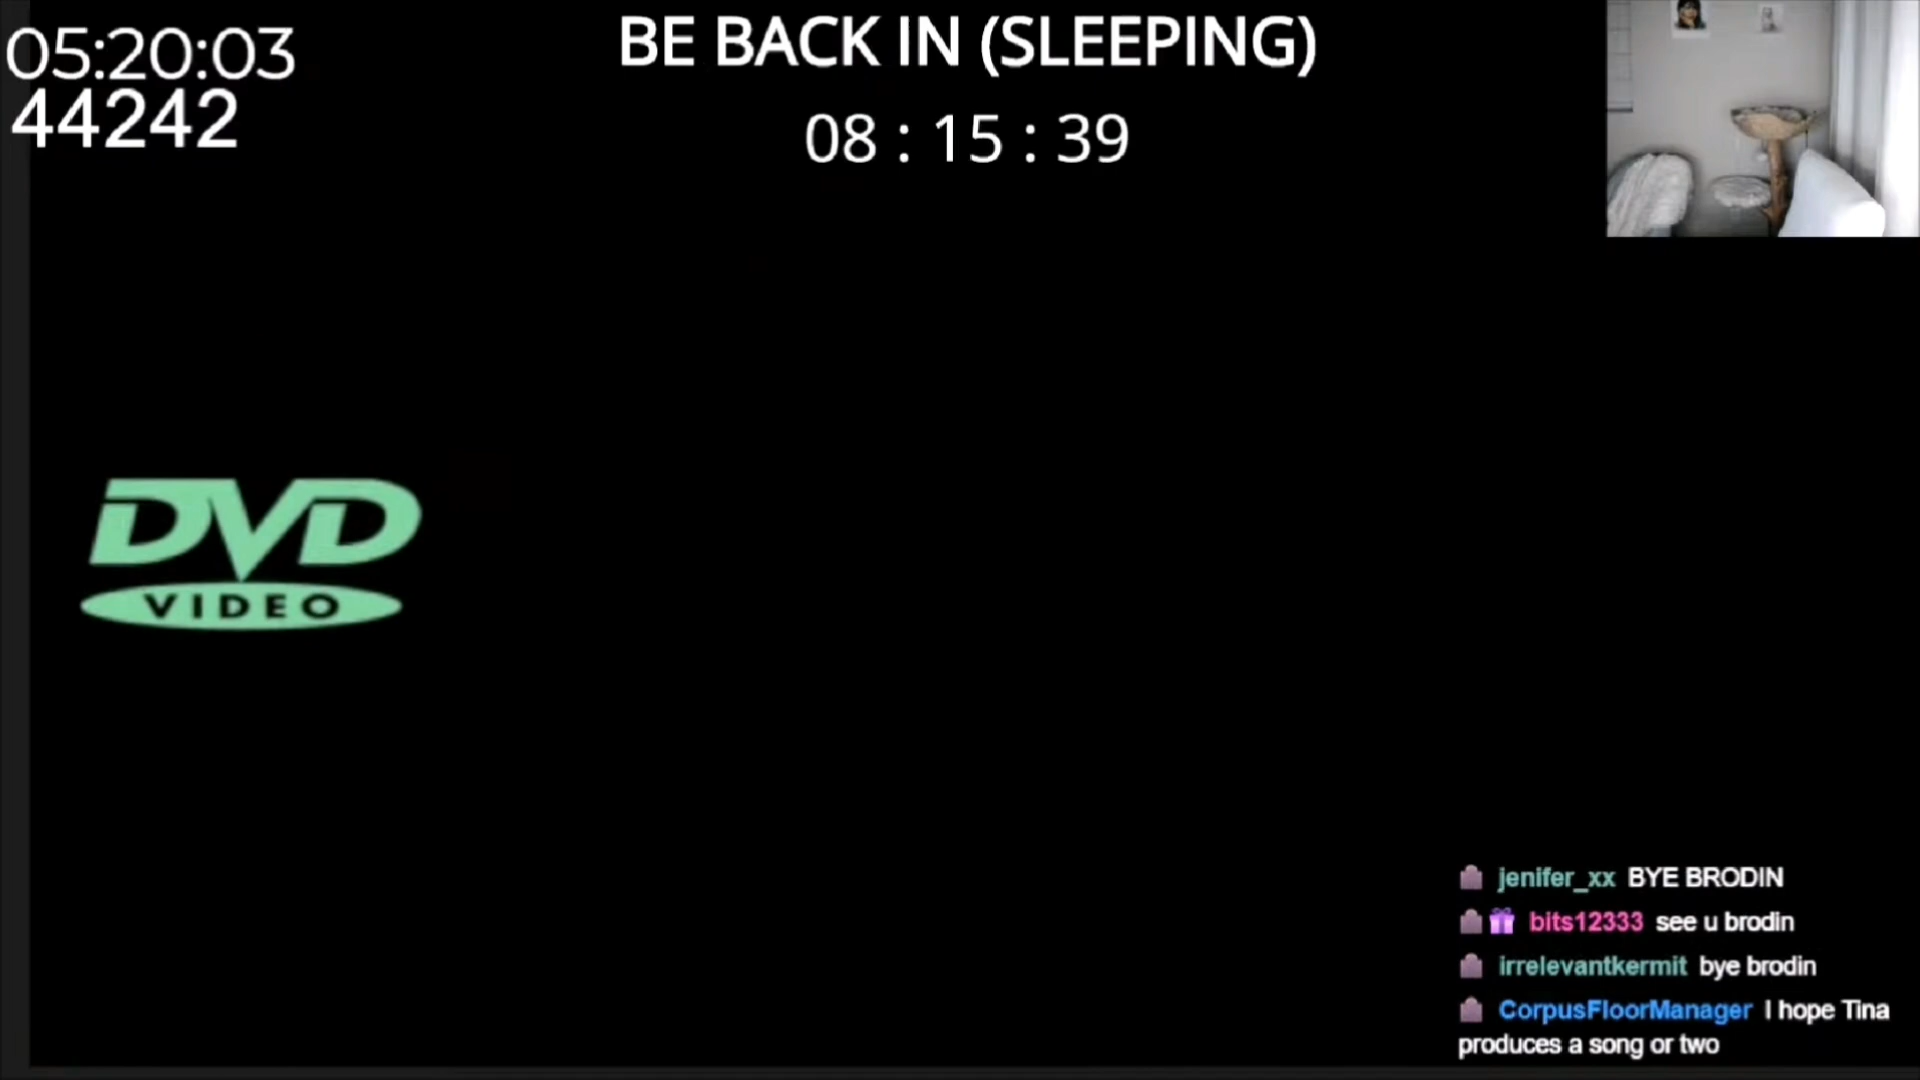 05:20:03
44242
BE BACK IN (SLEEPING)
08 : 15 : 39
DVD
VIDEO
jenifer_xx BYE BRODIN
bits12333 see u brodin
irrelevantkermit bye brodin
CorpusFloorManager I hope Tina
produces a song or two